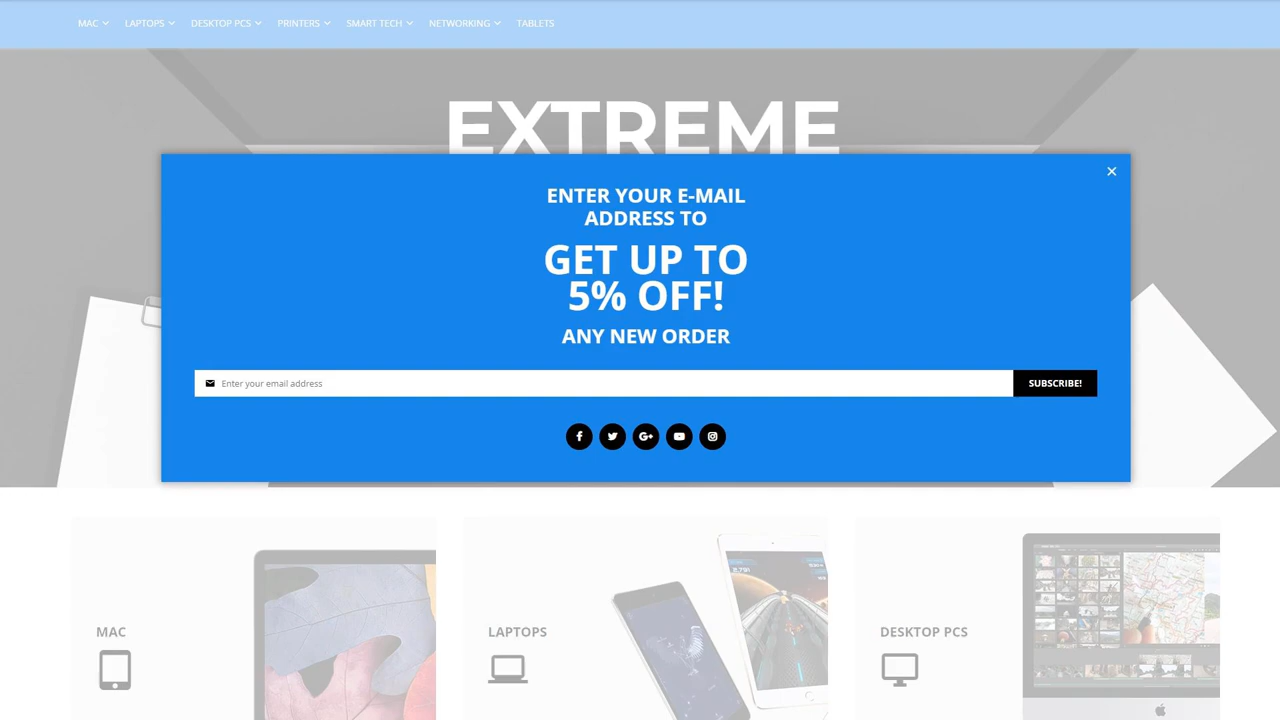 MAC LAPTOPS DESKTOP PCS PRINTERS SMART TECH NETWORKING TABLETS
EXTREME
ENTER YOUR E-MAIL
ADDRESS TO
GET UP TO
5% OFF!
ANY NEW ORDER
Enter your email address SUBSCRIBE!
MAC LAPTOPS DESKTOP PCS